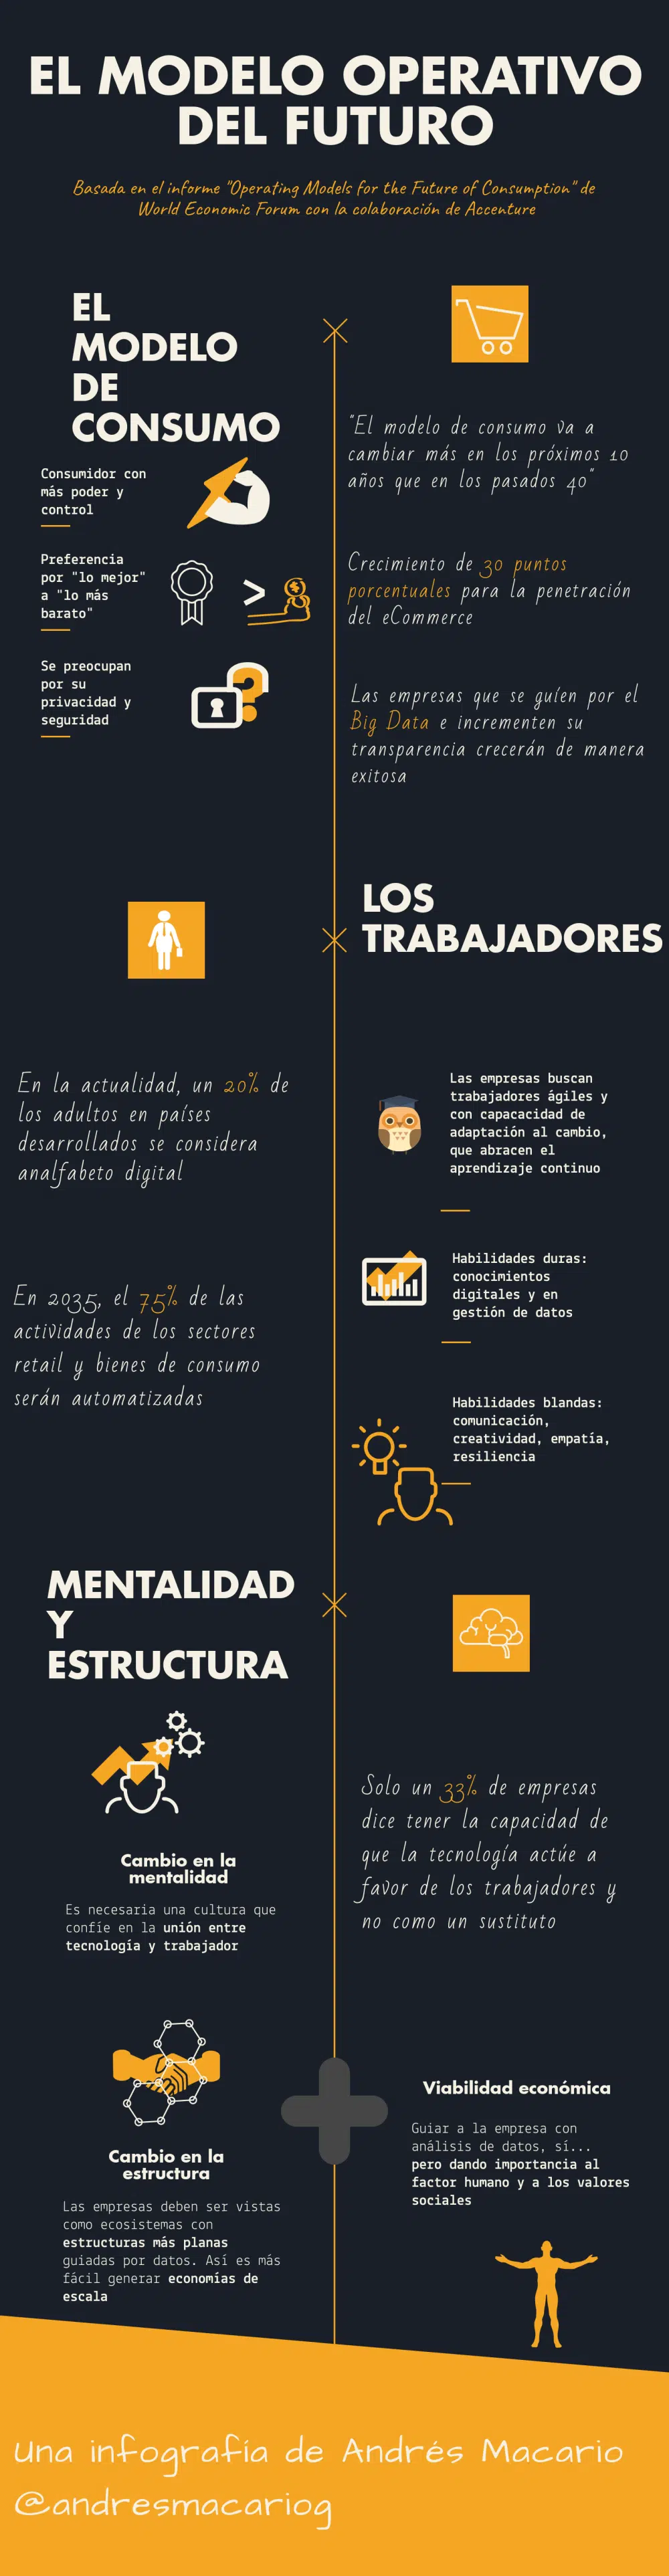 EL MODELO OPERATIVO
DEL FUTURO
Basada en el informe "Operating Models for the Future of Consumption" de
World Economic Forum con la colaboración de Accenture
EL
MODELO
DE
CONSUMO
Consumidor con
más poder y
control
Preferencia
por "lo mejor"
a "lo más
barato"
>
$
Se preocupan
por su
privacidad y
seguridad
?
"El modelo de consumo va a
cambiar más en los próximos 10
años que en los pasados 40"
Crecimiento de 30 puntos
porcentuales para la penetración
del eCommerce
Las empresas que se guíen por el
Big Data e incrementen su
transparencia crecerán de manera
exitosa
LOS
TRABAJADORES
En la actualidad, un 20% de
los adultos en países
desarrollados se considera
analfabeto digital
En 2035, el 75% de las
actividades de los sectores
retail y bienes de consumo
serán automatizadas
Las empresas buscan
trabajadores ágiles y
con capacacidad de
adaptación al cambio,
que abracen el
aprendizaje continuo
Habilidades duras:
conocimientos
digitales y en
gestión de datos
Habilidades blandas:
comunicación,
creatividad, empatía,
resiliencia
MENTALIDAD
Y
ESTRUCTURA
Cambio en la
mentalidad
Es necesaria una cultura que
confíe en la unión entre
tecnología y trabajador
Solo un 33% de empresas
dice tener la capacidad de
que la tecnología actúe a
favor de los trabajadores y
no como un sustituto
Cambio en la
estructura
Las empresas deben ser vistas
como ecosistemas con
estructuras más planas
guiadas por datos. Así es más
fácil generar economías de
escala
Viabilidad económica
Guiar a la empresa con
análisis de datos, sí...
pero dando importancia al
factor humano y a los valores
sociales
Una infografía de Andrés Macario
@andresmacariog